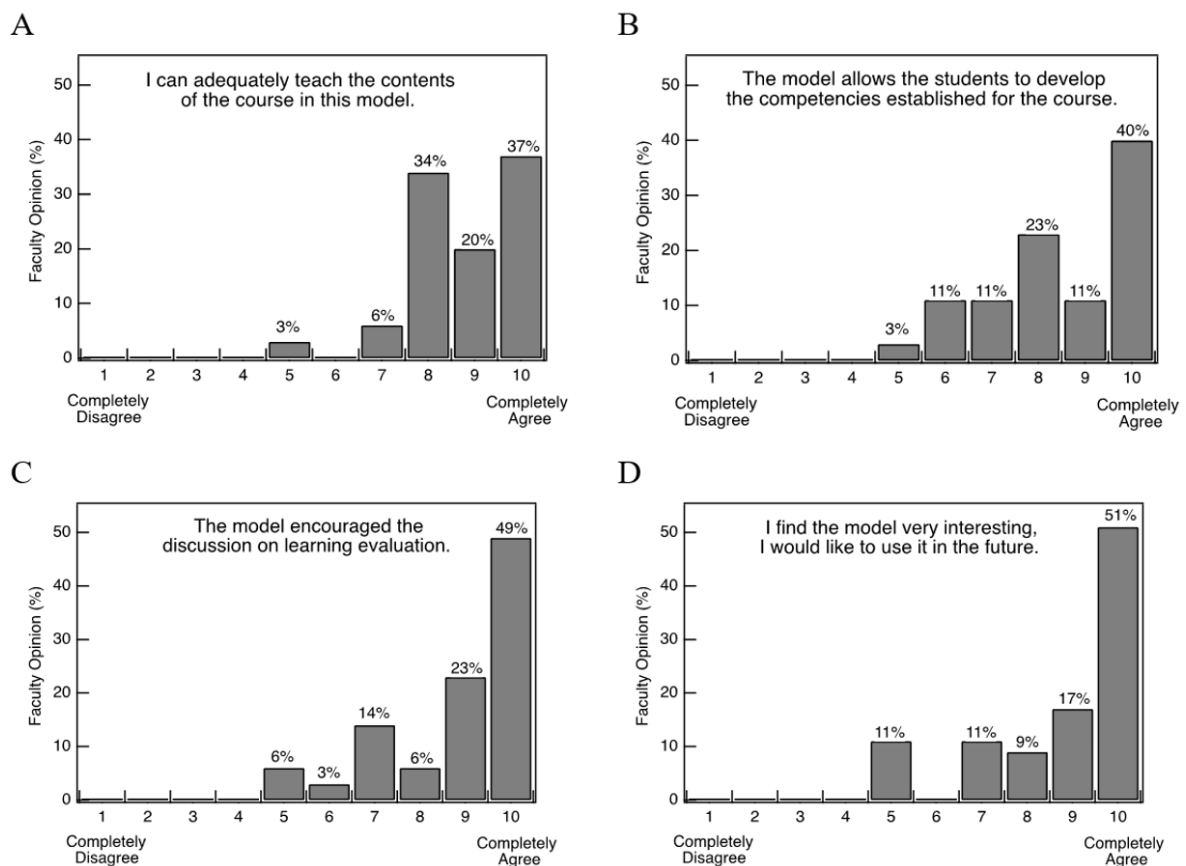 A
I can adequately teach the contents
of the course in this model.
Faculty Opinion (%)
50
40
30
20
10
0
3%
6%
34%
20%
37%
1 2 3 4 5 6 7 8 9 10
Completely
Disagree
Completely
Agree
B
The model allows the students to develop
the competencies established for the course.
Faculty Opinion (%)
50
40
30
20
10
0
3%
11%
11%
23%
11%
40%
1 2 3 4 5 6 7 8 9 10
Completely
Disagree
Completely
Agree
C
The model encouraged the
discussion on learning evaluation.
Faculty Opinion (%)
50
40
30
20
10
0
6%
3%
14%
6%
23%
49%
1 2 3 4 5 6 7 8 9 10
Completely
Disagree
Completely
Agree
D
I find the model very interesting,
I would like to use it in the future.
Faculty Opinion (%)
50
40
30
20
10
0
11%
11%
9%
17%
51%
1 2 3 4 5 6 7 8 9 10
Completely
Disagree
Completely
Agree